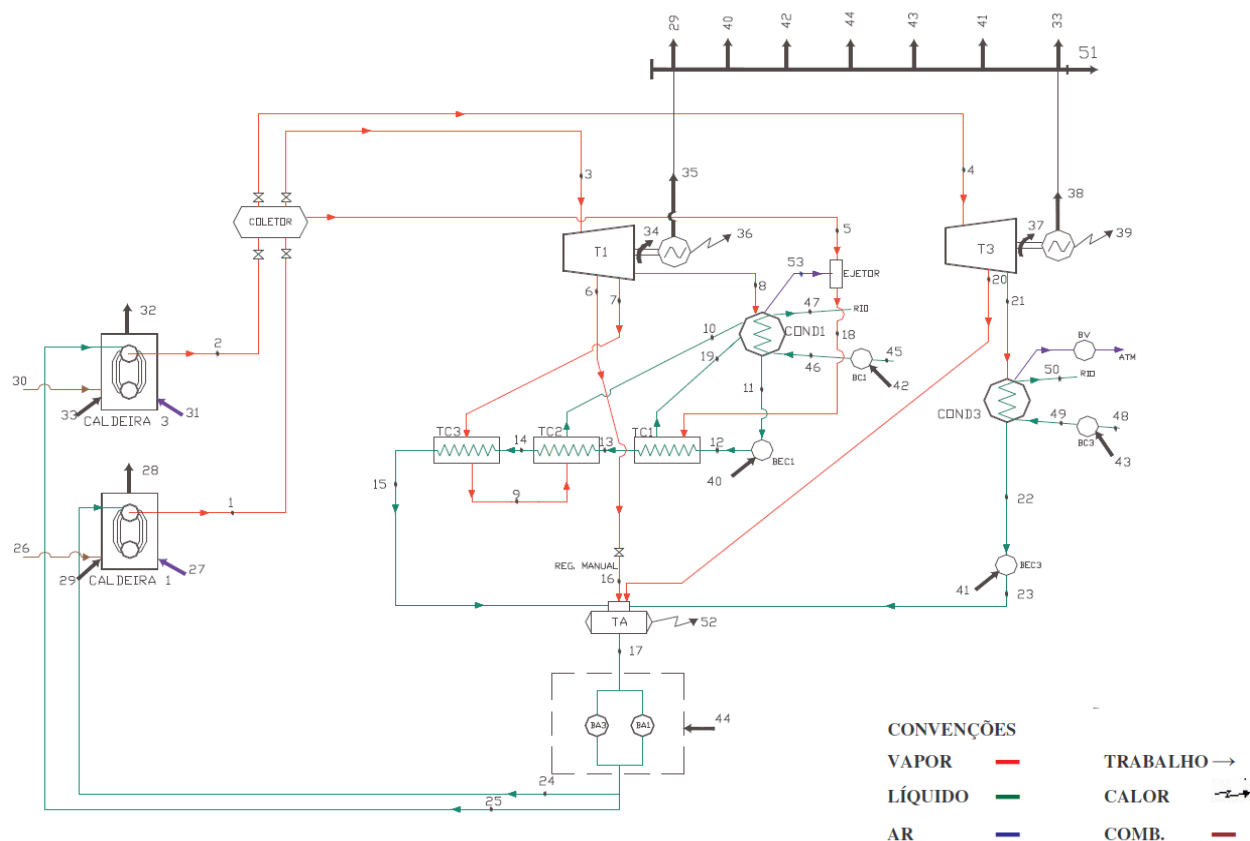 29
40
42
44
43
41
33
51
3
4
35
38
COLETOR
5
34
36
37
39
T1
T3
53
EJETOR
6
7
8
20
21
47
RIO
32
10
COND1
18
BV
ATM
19
2
46
45
BC1
50
RIO
30
11
42
COND3
49
48
BC3
33
31
43
CALDEIRA 3
TC3
TC2
TC1
14
13
12
BEC1
28
15
9
40
1
22
26
REG. MANUAL
BEC3
29
27
16
41
CALDEIRA 1
23
TA
52
17
BA3
BA1
44
24
25
CONVENÇÕES
VAPOR
TRABALHO
LÍQUIDO
CALOR
AR
COMB.